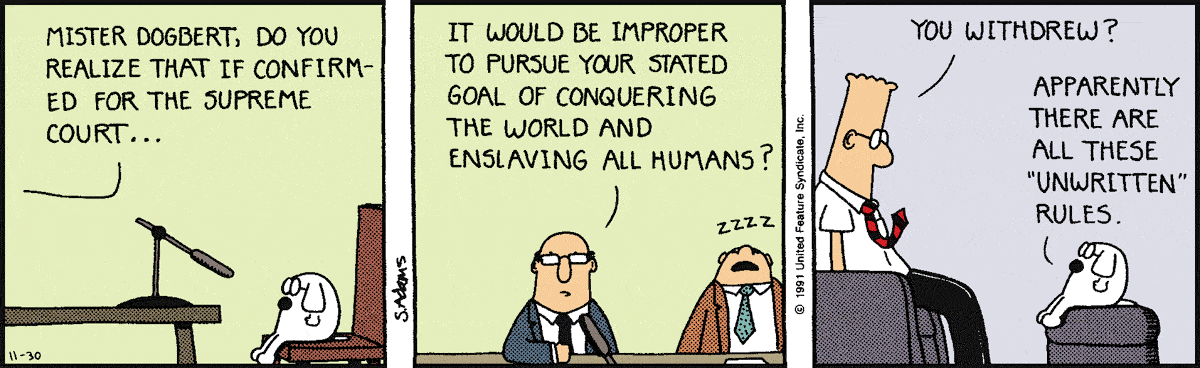 MISTER DOGBERT, DO YOU
REALIZE THAT IF CONFIRM-
ED FOR THE SUPREME
COURT...
11-30
S.Adams
IT WOULD BE IMPROPER
TO PURSUE YOUR STATED
GOAL OF CONQUERING
THE WORLD AND
ENSLAVING ALL HUMANS?
ZZZZ
© 1991 United Feature Syndicate, Inc.
YOU WITHDREW?
APPARENTLY
THERE ARE
ALL THESE
"UNWRITTEN"
RULES.